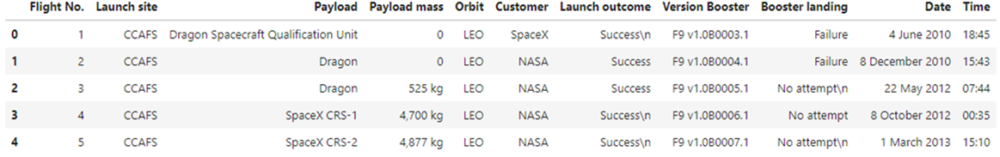 Flight No. Launch site Payload Payload mass Orbit Customer Launch outcome Version Booster Booster landing Date Time
0 1 CCAFS Dragon Spacecraft Qualification Unit 0 LEO SpaceX Success\n F9 v1.0B0003.1 Failure 4 June 2010 18:45
1 2 CCAFS Dragon 0 LEO NASA Success F9 v1.0B0004.1 Failure 8 December 2010 15:43
2 3 CCAFS Dragon 525 kg LEO NASA Success F9 v1.0B0005.1 No attempt\n 22 May 2012 07:44
3 4 CCAFS SpaceX CRS-1 4,700 kg LEO NASA Success\n F9 v1.0B0006.1 No attempt 8 October 2012 00:35
4 5 CCAFS SpaceX CRS-2 4,877 kg LEO NASA Success\n F9 v1.0B0007.1 No attempt\n 1 March 2013 15:10